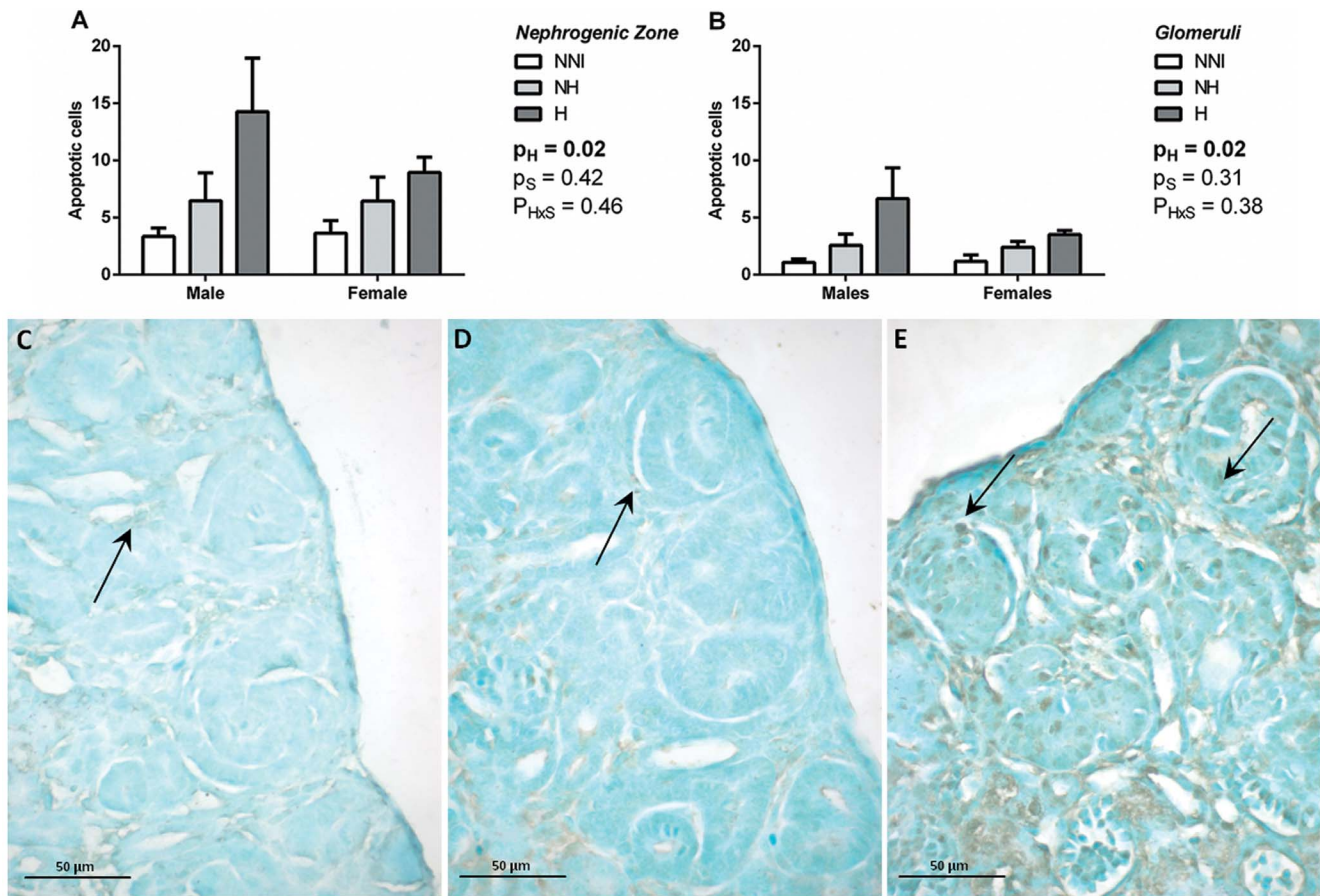 A
Nephrogenic Zone
NNI
NH
H
pH = 0.02
pS = 0.42
PHxS = 0.46
Apoptotic cells
20
15
10
5
0
Male
Female
B
Glomeruli
NNI
NH
H
pH = 0.02
pS = 0.31
PHxS = 0.38
Apoptotic cells
20
15
10
5
0
Males
Females
C
50 µm
D
50 µm
E
50 µm